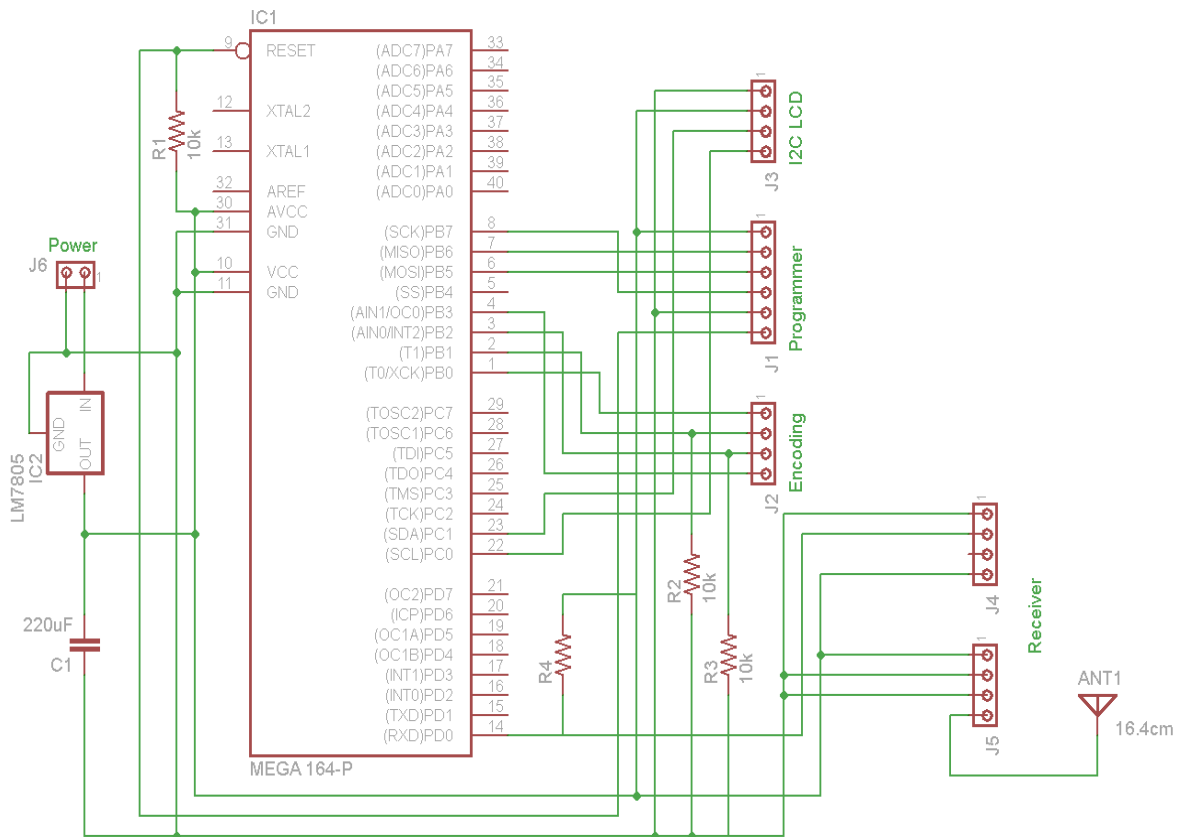 IC1
9 RESET
12 XTAL2
13 XTAL1
32 AREF
30 AVCC
31 GND
10 VCC
11 GND
(ADC7)PA7 33
(ADC6)PA6 34
(ADC5)PA5 35
(ADC4)PA4 36
(ADC3)PA3 37
(ADC2)PA2 38
(ADC1)PA1 39
(ADC0)PA0 40
(SCK)PB7 8
(MISO)PB6 7
(MOSI)PB5 6
(SS)PB4 5
(AIN1/OC0)PB3 4
(AIN0/INT2)PB2 3
(T1)PB1 2
(T0/XCK)PB0 1
(TOSC2)PC7 29
(TOSC1)PC6 28
(TDI)PC5 27
(TDO)PC4 26
(TMS)PC3 25
(TCK)PC2 24
(SDA)PC1 23
(SCL)PC0 22
(OC2)PD7 21
(ICP)PD6 20
(OC1A)PD5 19
(OC1B)PD4 18
(INT1)PD3 17
(INT0)PD2 16
(TXD)PD1 15
(RXD)PD0 14
MEGA 164-P
R1
10k
Power
J6
1
IN
GND
OUT
LM7805
IC2
220uF
C1
1
I2C LCD
J3
1
Programmer
J1
1
Encoding
J2
R2
10k
R3
10k
R4
1
J4
Receiver
1
J5
ANT1
16.4cm